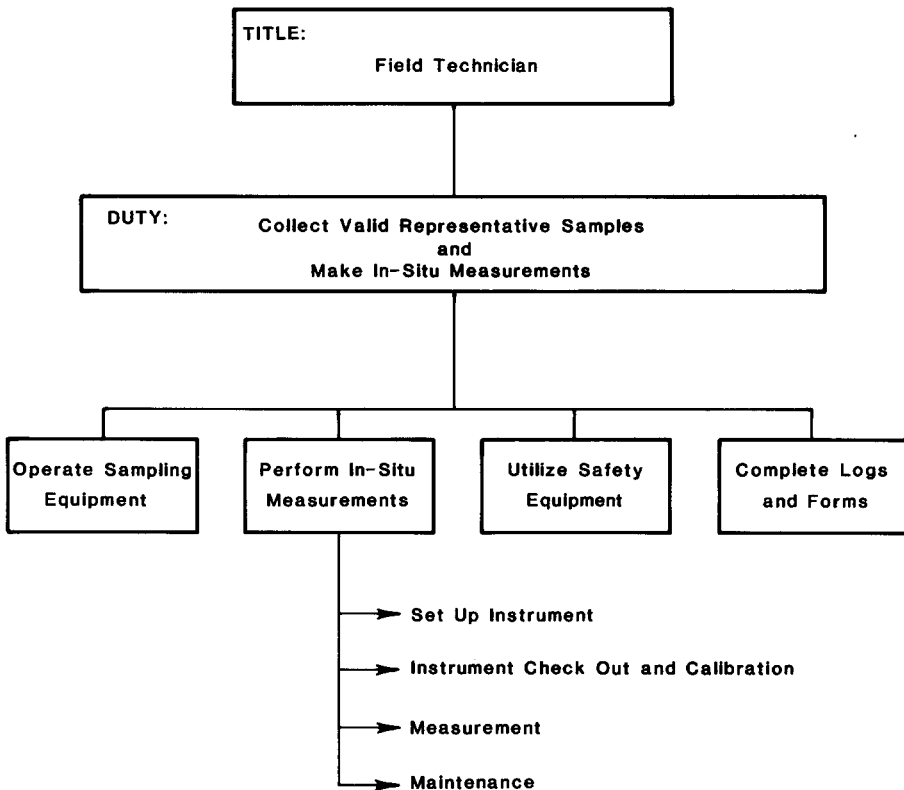 TITLE:
Field Technician
DUTY:
Collect Valid Representative Samples
and
Make In-Situ Measurements
Operate Sampling
Equipment
Perform In-Situ
Measurements
Utilize Safety
Equipment
Complete Logs
and Forms
Set Up Instrument
Instrument Check Out and Calibration
Measurement
Maintenance